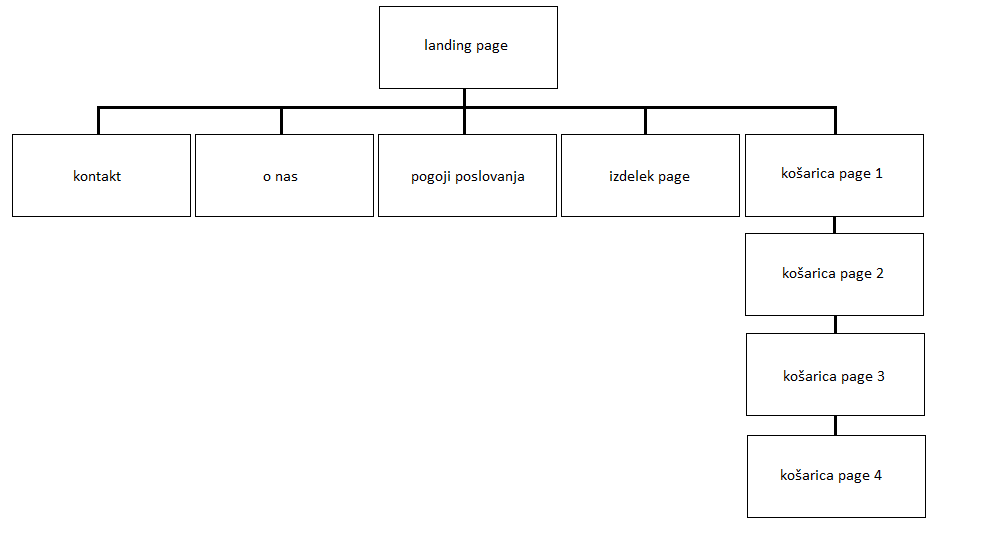 landing page
kontakt
o nas
pogoji poslovanja
izdelek page
košarica page 1
košarica page 2
košarica page 3
košarica page 4